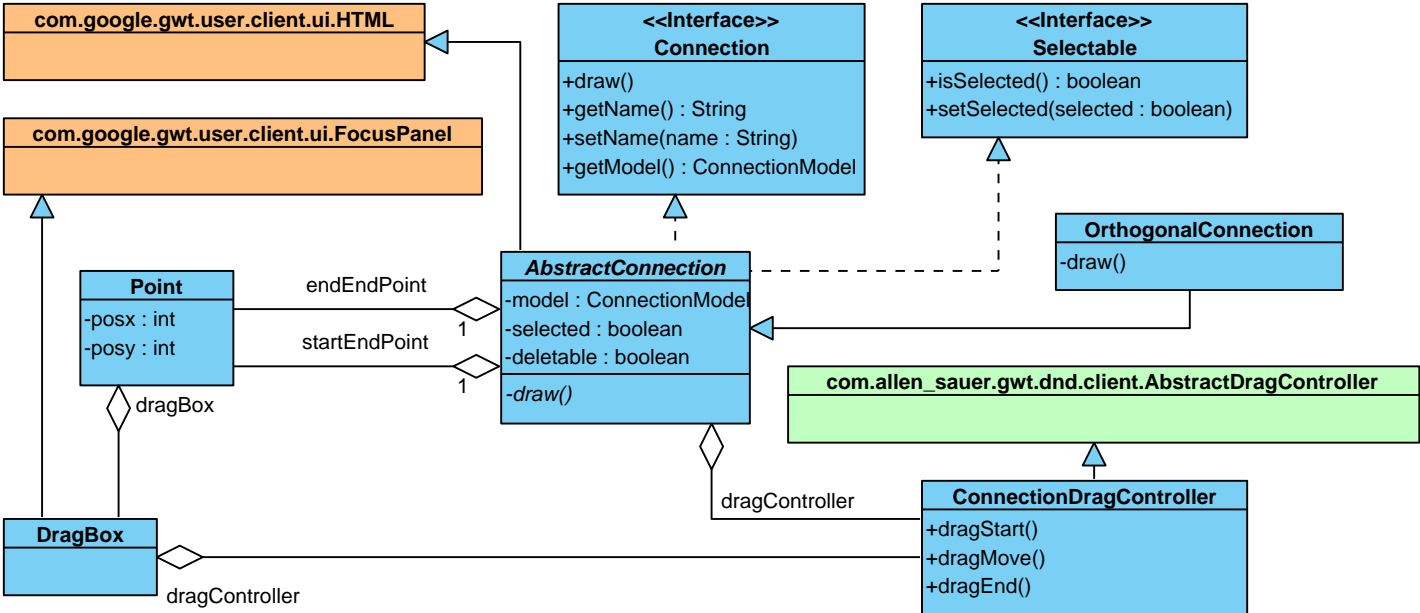 com.google.gwt.user.client.ui.HTML
<<Interface>>
Connection
+draw()
+getName() : String
+setName(name : String)
+getModel() : ConnectionModel
<<Interface>>
Selectable
+isSelected() : boolean
+setSelected(selected : boolean)
com.google.gwt.user.client.ui.FocusPanel
OrthogonalConnection
-draw()
Point
-posx : int
-posy : int
endEndPoint
1
startEndPoint
1
AbstractConnection
-model : ConnectionModel
-selected : boolean
-deletable : boolean
-draw()
com.allen_sauer.gwt.dnd.client.AbstractDragController
dragBox
dragController
ConnectionDragController
+dragStart()
+dragMove()
+dragEnd()
DragBox
dragController